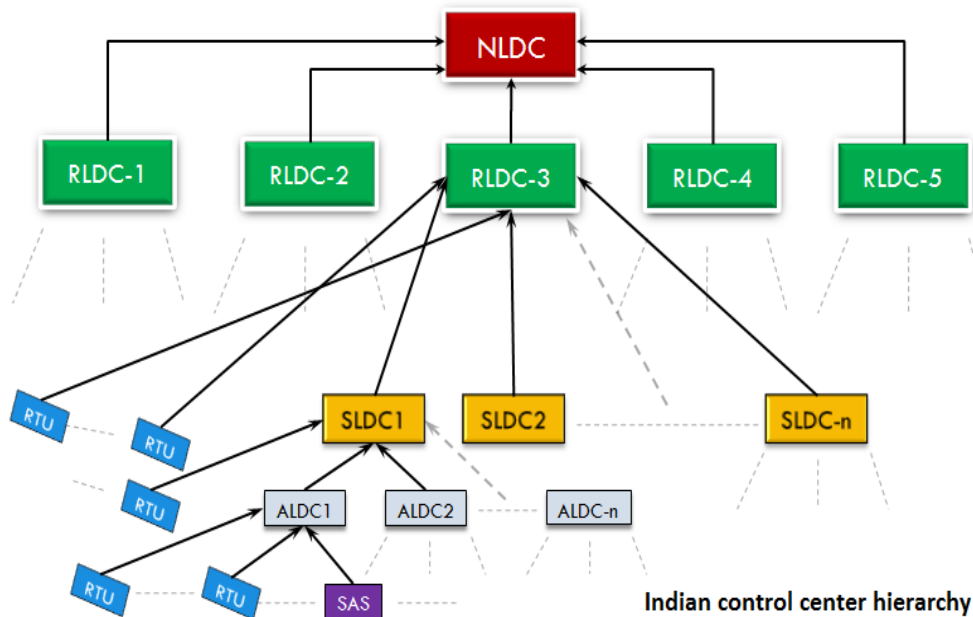 NLDC
RLDC-1
RLDC-2
RLDC-3
RLDC-4
RLDC-5
RTU
RTU
SLDC1
SLDC2
SLDC-n
RTU
ALDC1
ALDC2
ALDC-n
RTU
RTU
SAS
Indian control center hierarchy